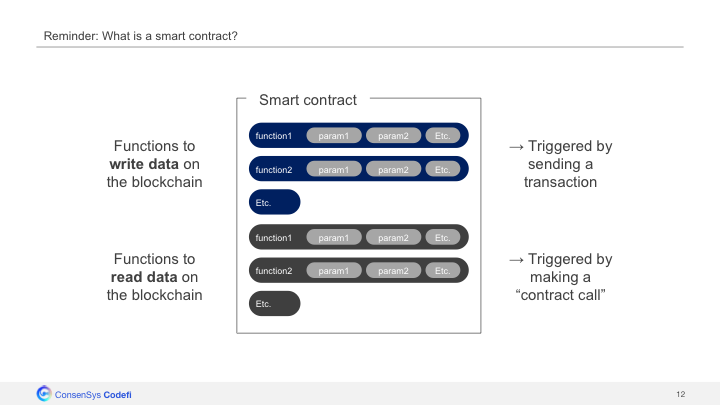 Reminder: What is a smart contract?
Smart contract
Functions to
write data on
the blockchain
function1 param1 param2 Etc.
function2 param1 param2 Etc.
Etc.
→ Triggered by
sending a
transaction
Functions to
read data on
the blockchain
function1 param1 param2 Etc.
function2 param1 param2 Etc.
Etc.
→ Triggered by
making a
“contract call”
ConsenSys Codefi
12